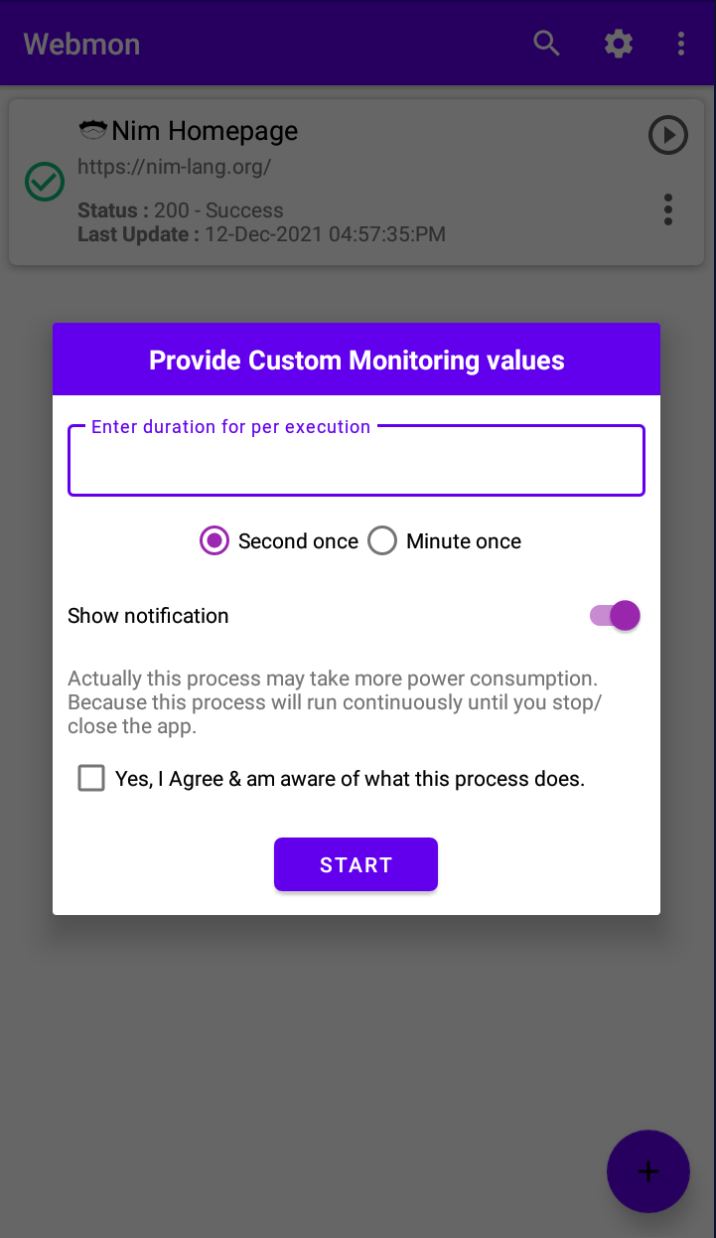 Webmon
Nim Homepage
https://nim-lang.org/
Status : 200 - Success
Last Update : 12-Dec-2021 04:57:35:PM
Provide Custom Monitoring values
Enter duration for per execution
Second once Minute once
Show notification
Actually this process may take more power consumption.
Because this process will run continuously until you stop/
close the app.
Yes, I Agree & am aware of what this process does.
START